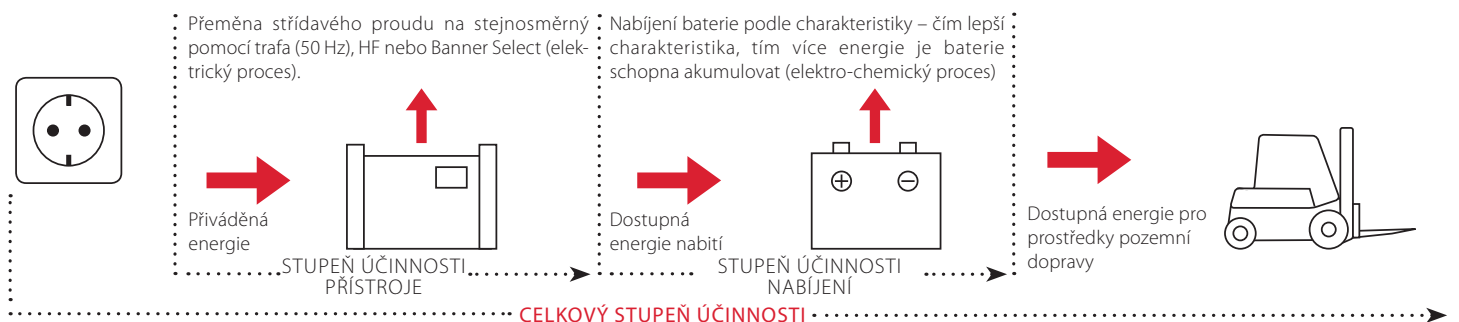 Přeměna střídavého proudu na stejnosměrný
pomocí trafa (50 Hz), HF nebo Banner Select (elek-
trický proces).
Nabíjení baterie podle charakteristiky – čím lepší
charakteristika, tím více energie je baterie
schopna akumulovat (elektro-chemický proces)
Přiváděná
energie
Dostupná
energie nabití
Dostupná energie pro
prostředky pozemní
dopravy
STUPEŇ ÚČINNOSTI
PŘÍSTROJE
STUPEŇ ÚČINNOSTI
NABÍJENÍ
CELKOVÝ STUPEŇ ÚČINNOSTI